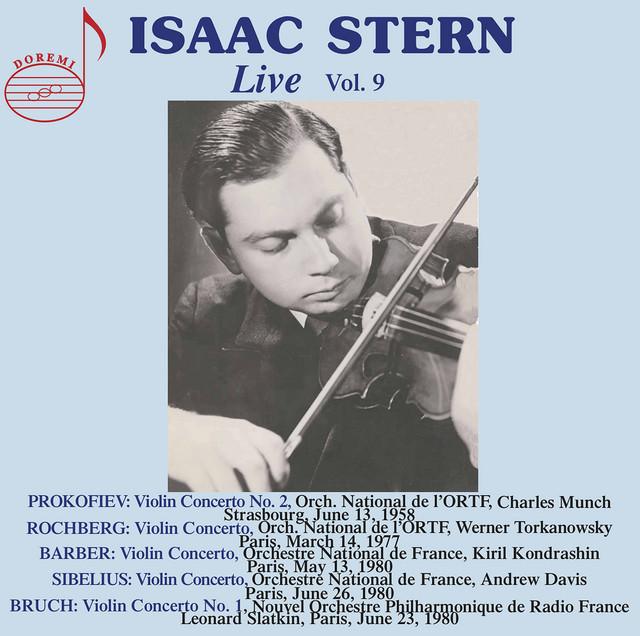 DOREMI
ISAAC STERN
Live Vol. 9
PROKOFIEV: Violin Concerto No. 2, Orch. National de l'ORTF, Charles Munch
Strasbourg, June 13, 1958
ROCHBERG: Violin Concerto, Orch. National de l'ORTF, Werner Torkanowsky
Paris, March 14, 1977
BARBER: Violin Concerto, Orchestre National de France, Kiril Kondrashin
Paris, May 13, 1980
SIBELIUS: Violin Concerto, Orchestre National de France, Andrew Davis
Paris, June 26, 1980
BRUCH: Violin Concerto No. 1, Nouvel Orchestre Philharmonique de Radio France
Leonard Slatkin, Paris, June 23, 1980